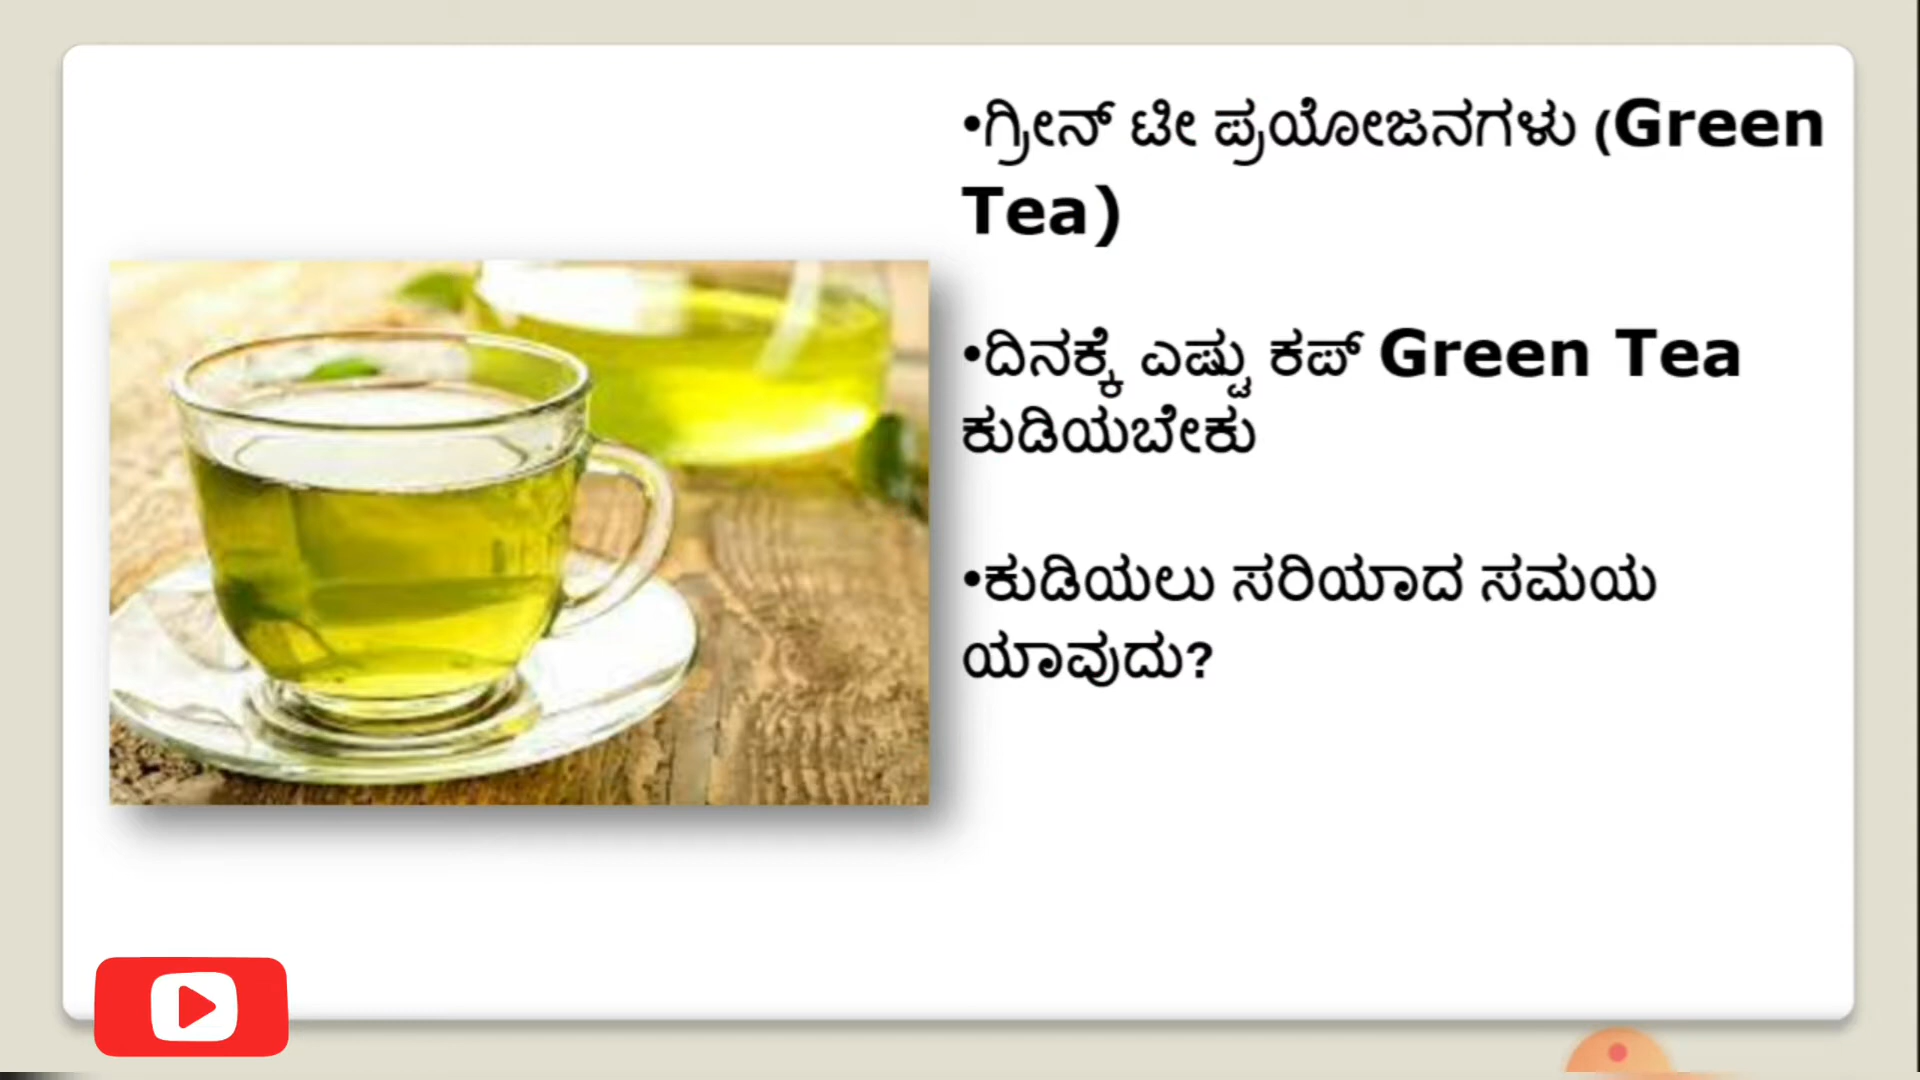 •ಗ್ರೀನ್ ಟೀ ಪ್ರಯೋಜನಗಳು (Green
Tea)
•ದಿನಕ್ಕೆ ಎಷ್ಟು ಕಪ್ Green Tea
ಕುಡಿಯಬೇಕು
•ಕುಡಿಯಲು ಸರಿಯಾದ ಸಮಯ
ಯಾವುದು?